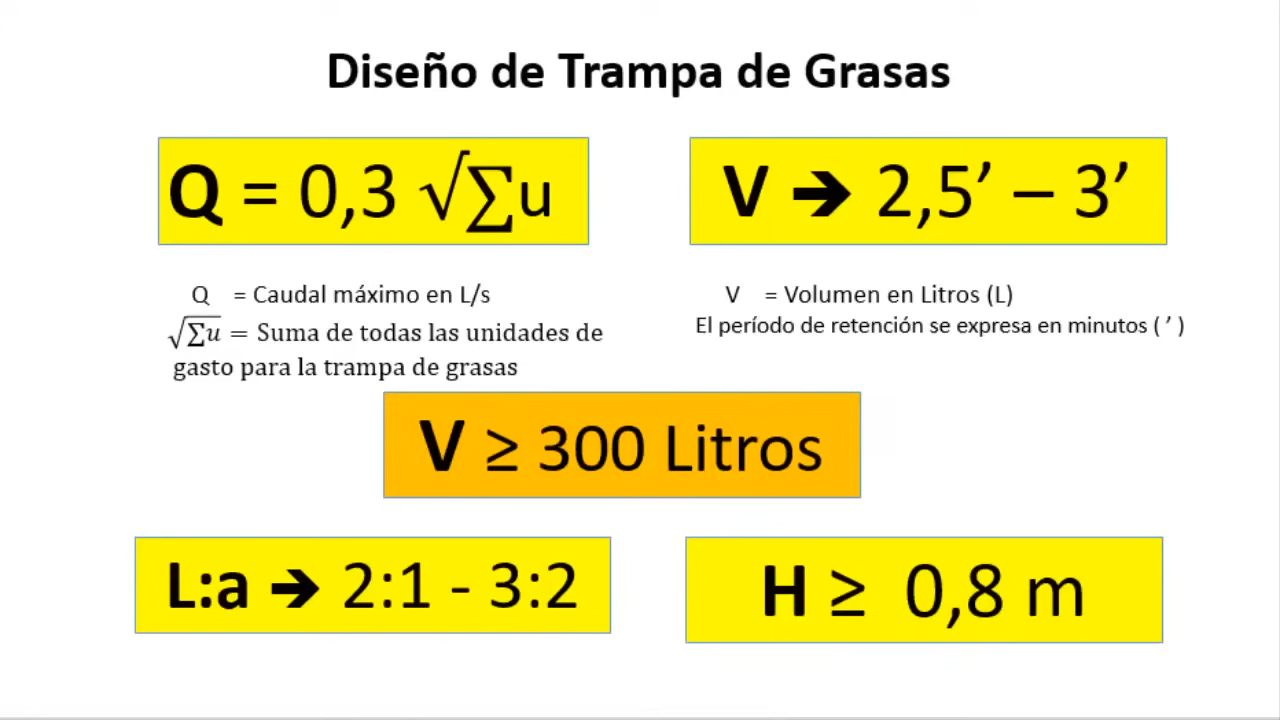 Diseño de Trampa de Grasas
Q = 0,3 √∑u
V 🡺 2,5’ – 3’
Q = Caudal máximo en L/s
√∑u = Suma de todas las unidades de
gasto para la trampa de grasas
V = Volumen en Litros (L)
El período de retención se expresa en minutos ( ’ )
V ≥ 300 Litros
L:a 🡺 2:1 - 3:2
H ≥ 0,8 m